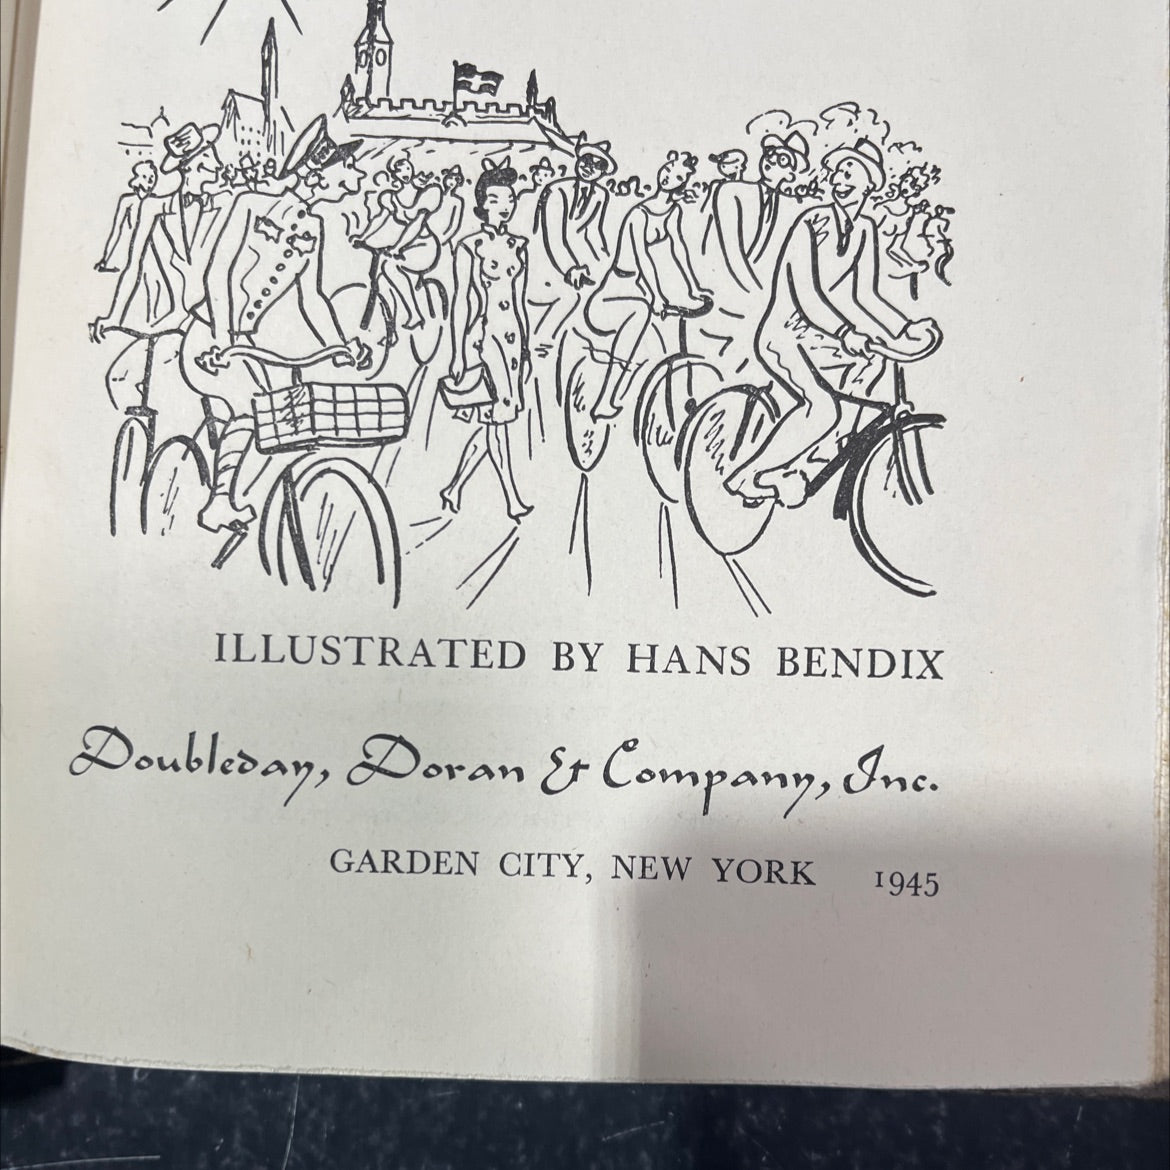 ILLUSTRATED BY HANS BENDIX
Doubleday, Doran & Company, Inc.
GARDEN CITY, NEW YORK 1945